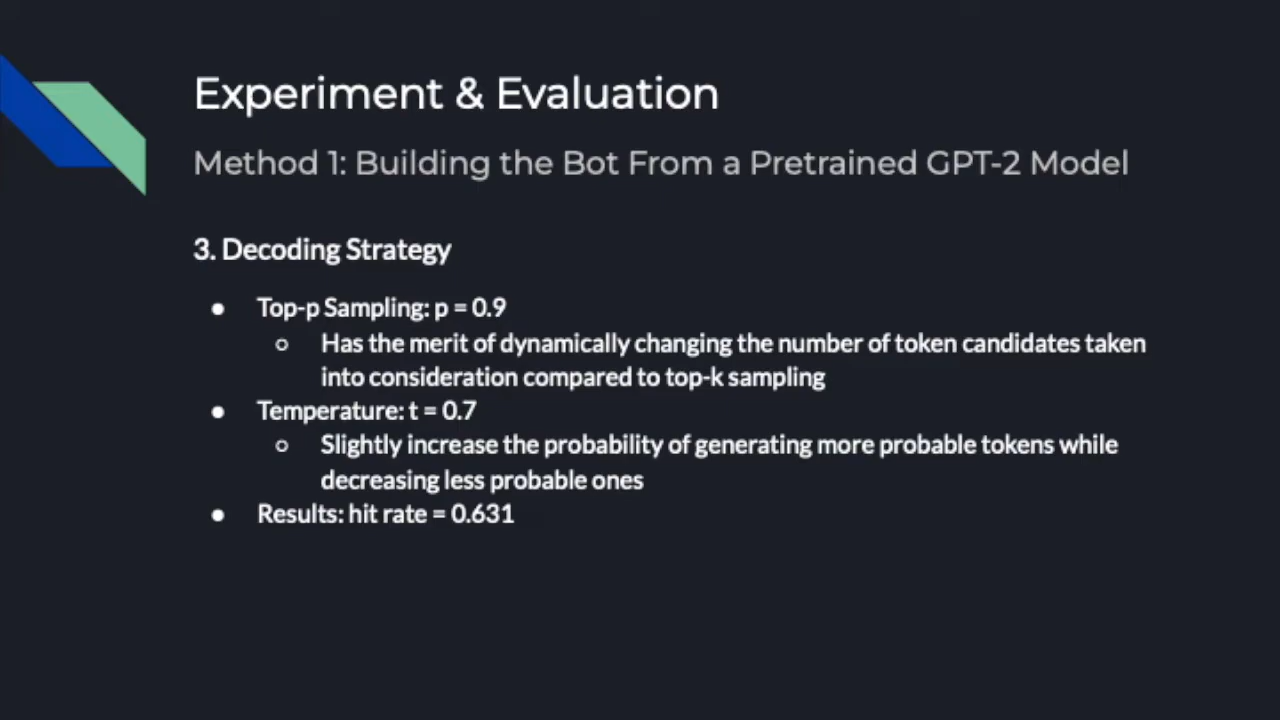 Experiment & Evaluation
Method 1: Building the Bot From a Pretrained GPT-2 Model
3. Decoding Strategy
● Top-p Sampling: p = 0.9
○ Has the merit of dynamically changing the number of token candidates taken
into consideration compared to top-k sampling
● Temperature: t = 0.7
○ Slightly increase the probability of generating more probable tokens while
decreasing less probable ones
● Results: hit rate = 0.631